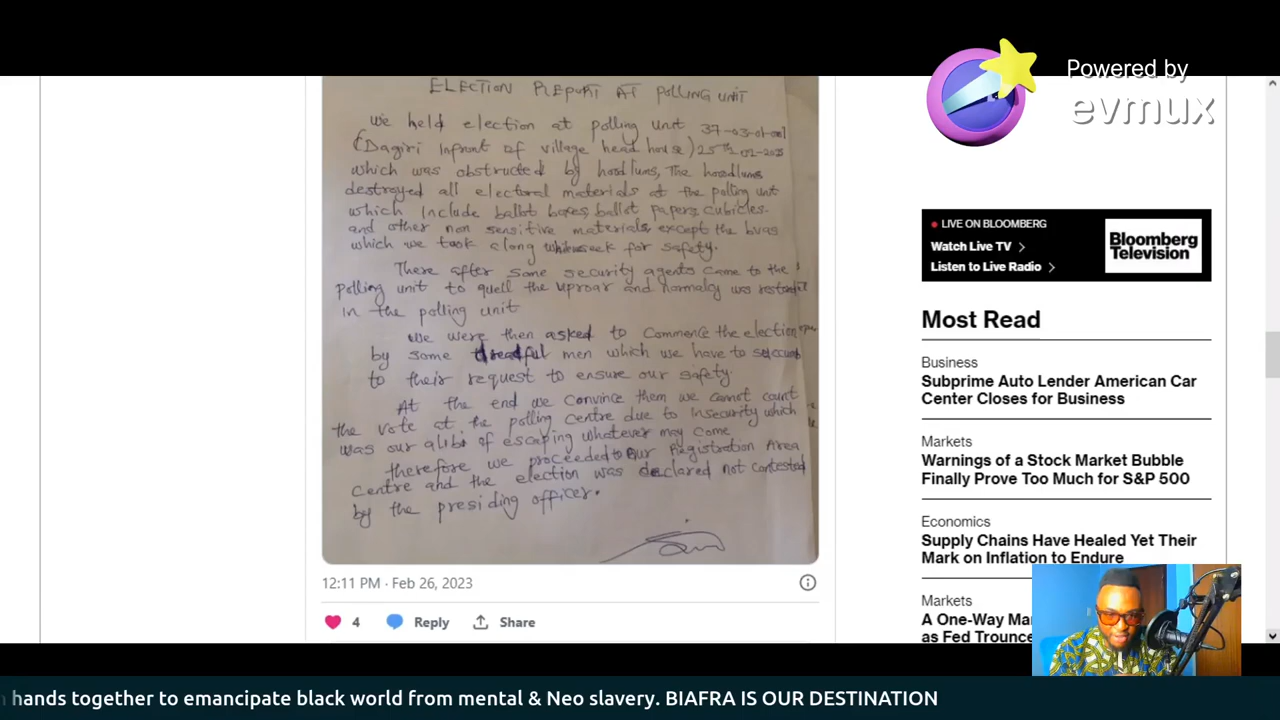 Powered by
evmux
ELECTION REPORT AT POLLING UNIT
We held election at polling unit 37-03-01-001
(Dagiri Infront of village head house) 25th 02-2023
which was obstructed by hoodlums, The hoodlums
destroyed all electoral materials at the polling unit
which include ballot boxes, ballot papers, cubicles.
and other non sensitive materials, except the bvas
which we took along seek for safety.
There after some security agents came to the
polling unit to quell the uproar and normalcy was
in the polling unit
We were then asked to commence the election
by some men which we have to
to their request to ensure our safety.
At the end we convince them we cannot count
the vote at the polling centre due to insecurity which
was our alibi of escaping whatever may come
therefore we proceeded to our Registration Area
Centre and the election was declared not contested
by the presiding officer.
12:11 PM · Feb 26, 2023
4 Reply Share
LIVE ON BLOOMBERG
Watch Live TV
Listen to Live Radio
Bloomberg
Television
Most Read
Business
Subprime Auto Lender American Car
Center Closes for Business
Markets
Warnings of a Stock Market Bubble
Finally Prove Too Much for S&P 500
Economics
Supply Chains Have Healed Yet Their
Mark on Inflation to Endure
Markets
A One-Way
as Fed
hands together to emancipate black world from mental & Neo slavery. BIAFRA IS OUR DESTINATION